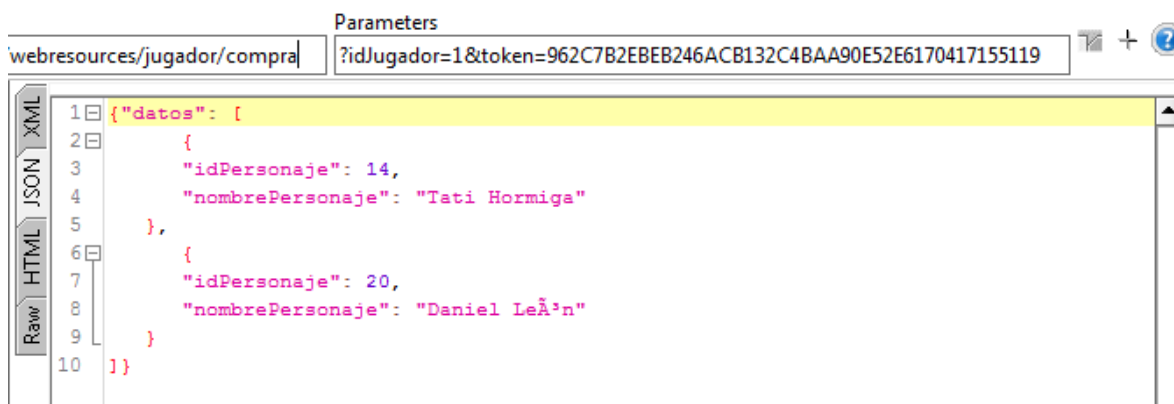 Parameters
/webresources/jugador/compra
?idJugador=1&token=962C7B2EBEB246ACB132C4BAA90E52E6170417155119
XML
JSON
HTML
Raw
1 {"datos": [
2 {
3 "idPersonaje": 14,
4 "nombrePersonaje": "Tati Hormiga"
5 },
6 {
7 "idPersonaje": 20,
8 "nombrePersonaje": "Daniel LeÃ³n"
9 }
10 ]}